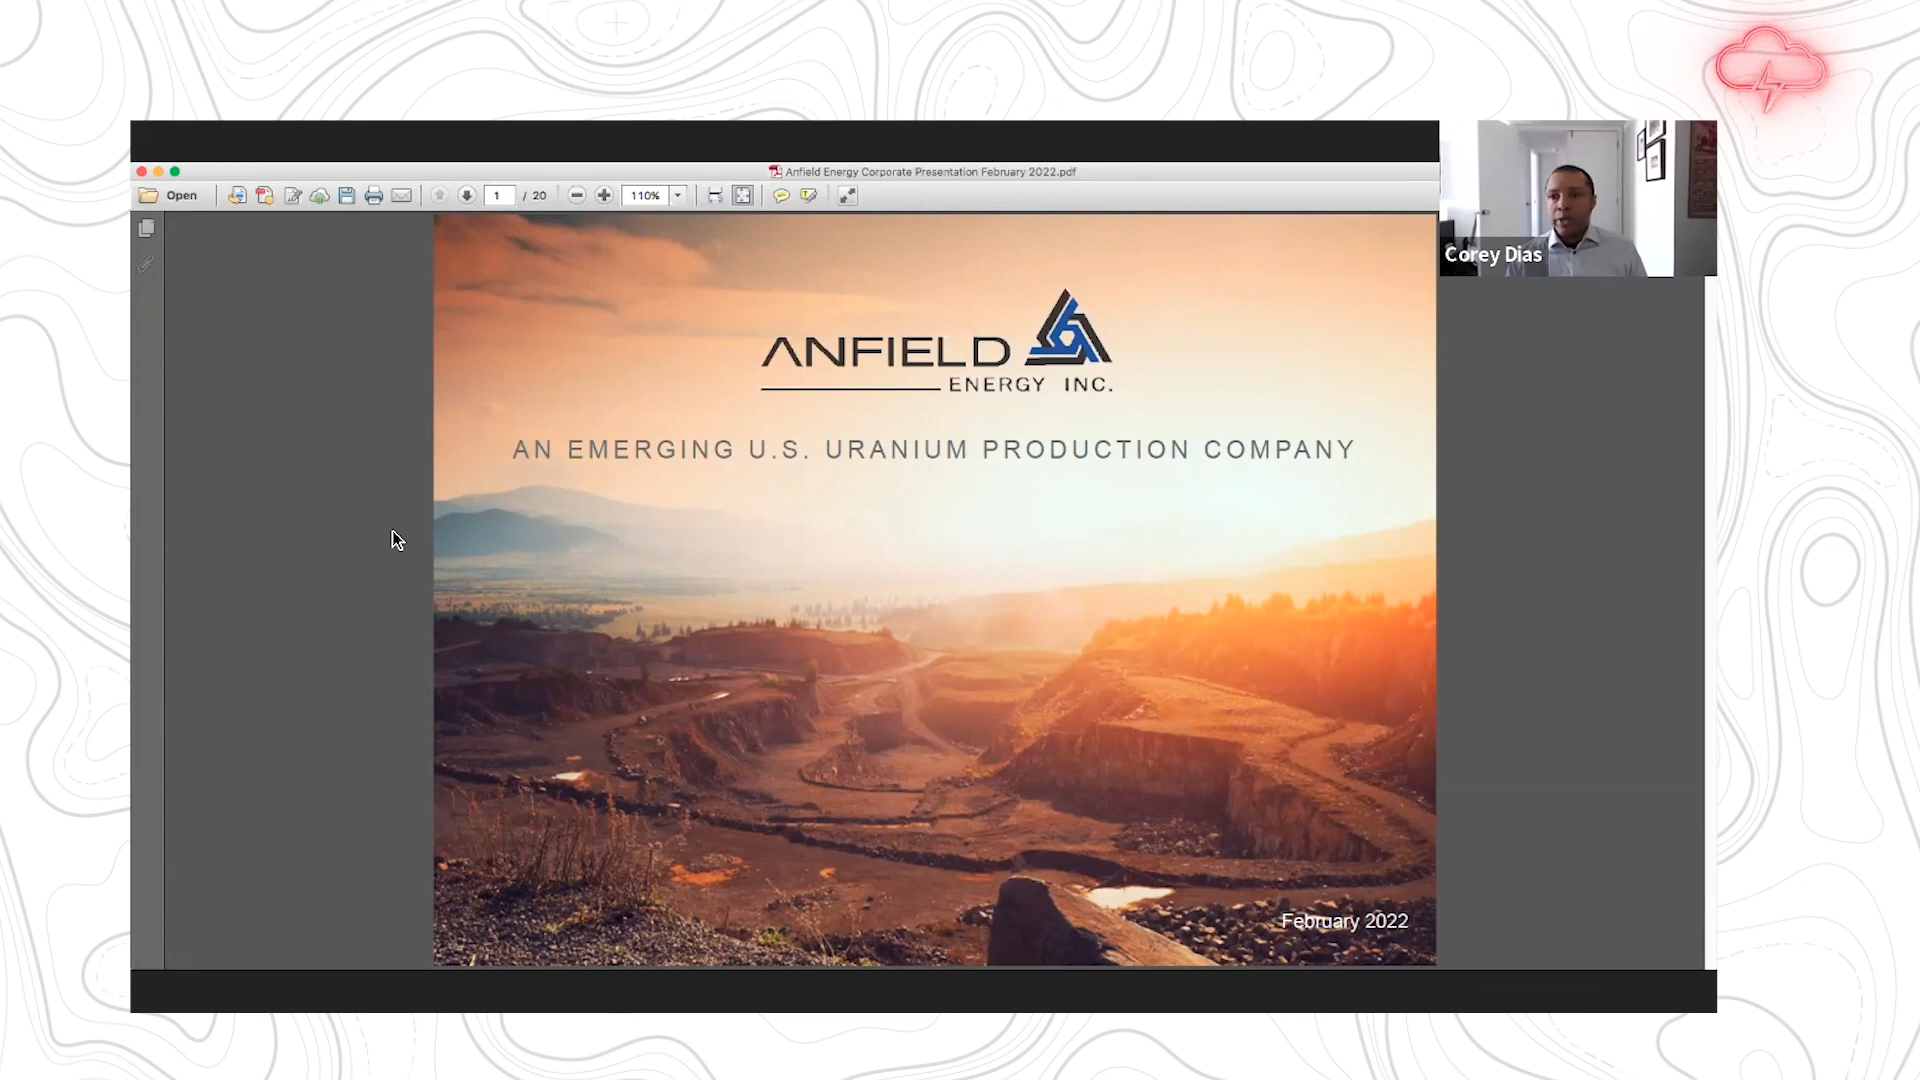 Anfield Energy Corporate Presentation February 2022.pdf
Open
1 / 20
110%
Corey Dias
ANFIELD
ENERGY INC.
AN EMERGING U.S. URANIUM PRODUCTION COMPANY
February 2022